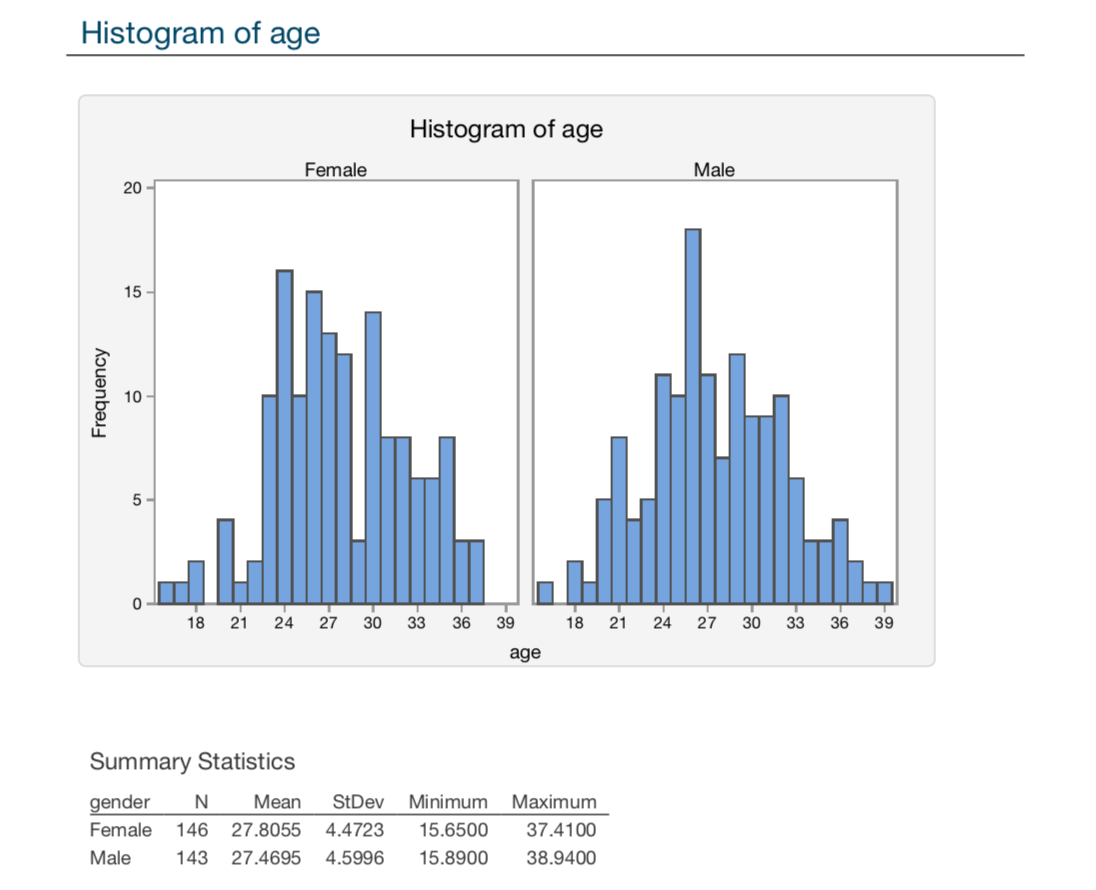 Histogram of age
Histogram of age
Female Male
20
15
10
5
0
Frequency
18 21 24 27 30 33 36 39 18 21 24 27 30 33 36 39
age
Summary Statistics
gender N Mean StDev Minimum Maximum
Female 146 27.8055 4.4723 15.6500 37.4100
Male 143 27.4695 4.5996 15.8900 38.9400